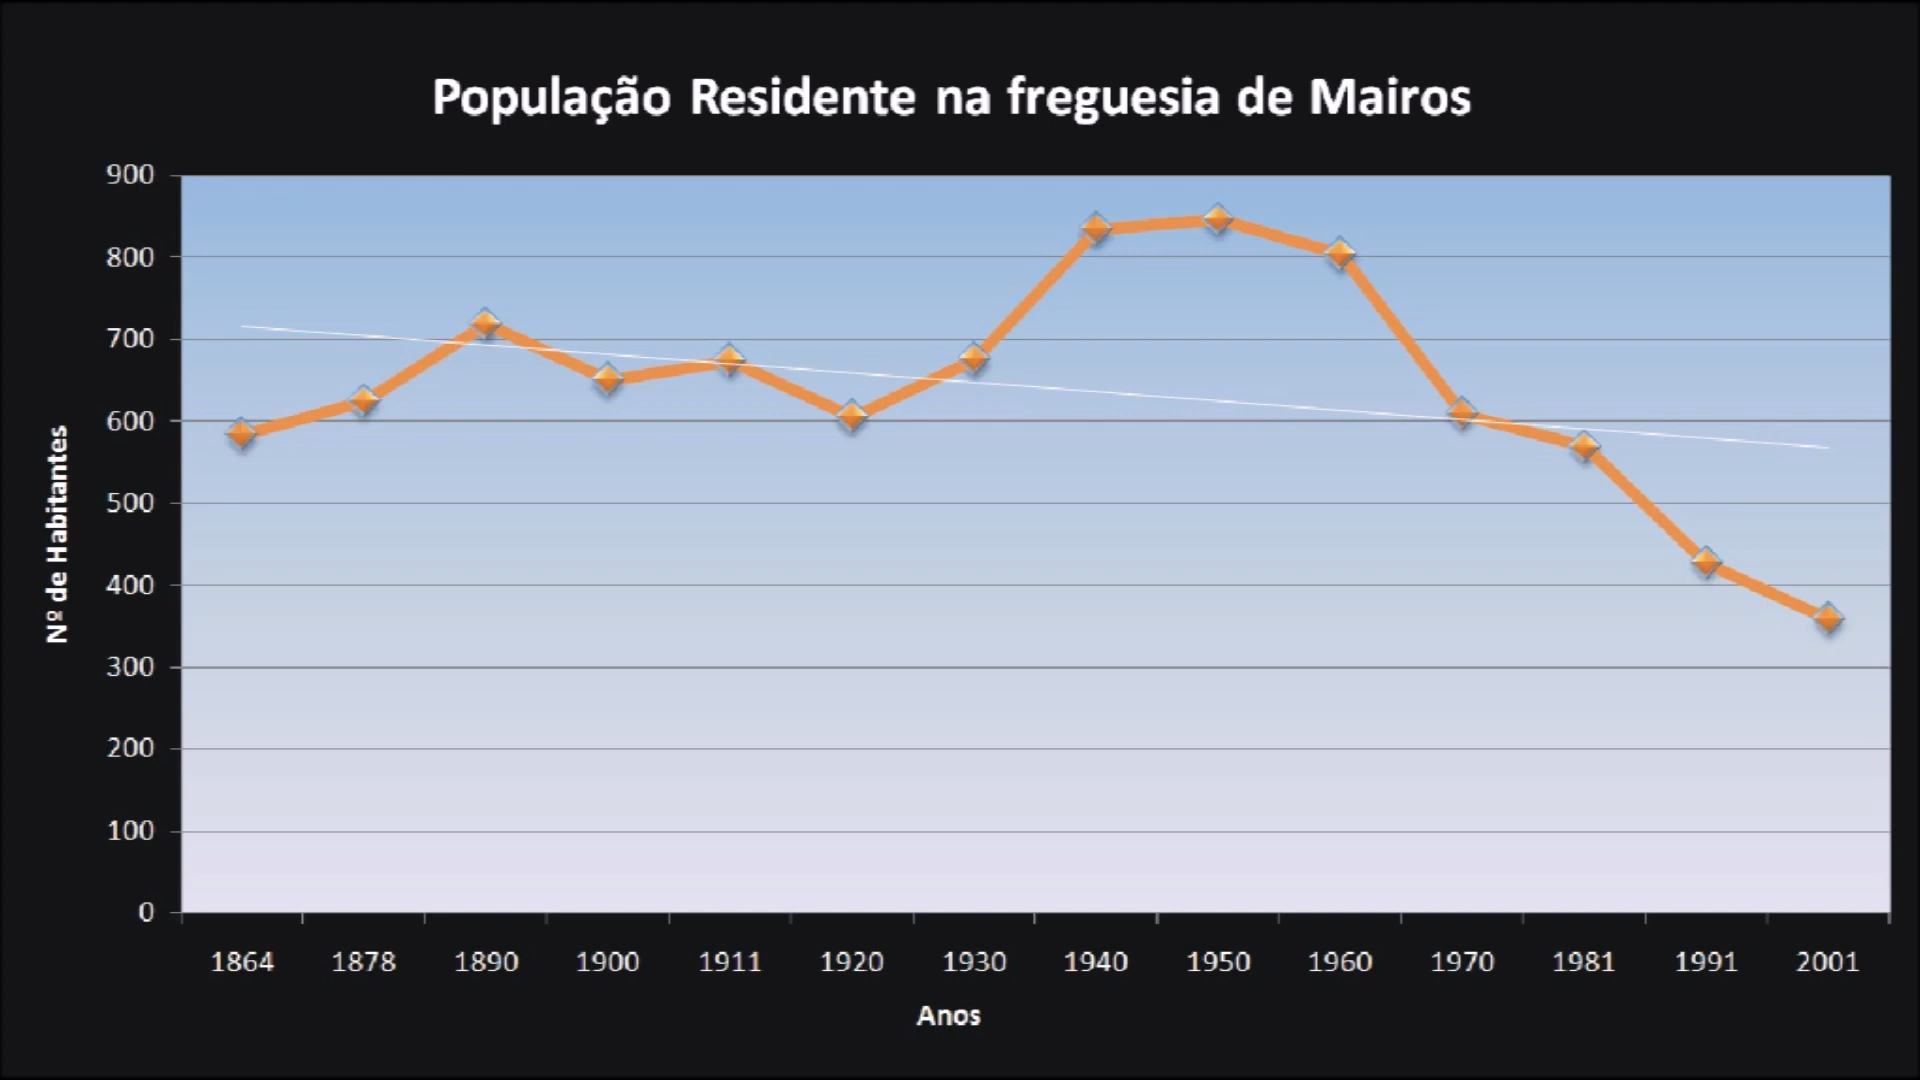 População Residente na freguesia de Mairos
900
800
700
600
500
400
300
200
100
0
Nº de Habitantes
1864 1878 1890 1900 1911 1920 1930 1940 1950 1960 1970 1981 1991 2001
Anos